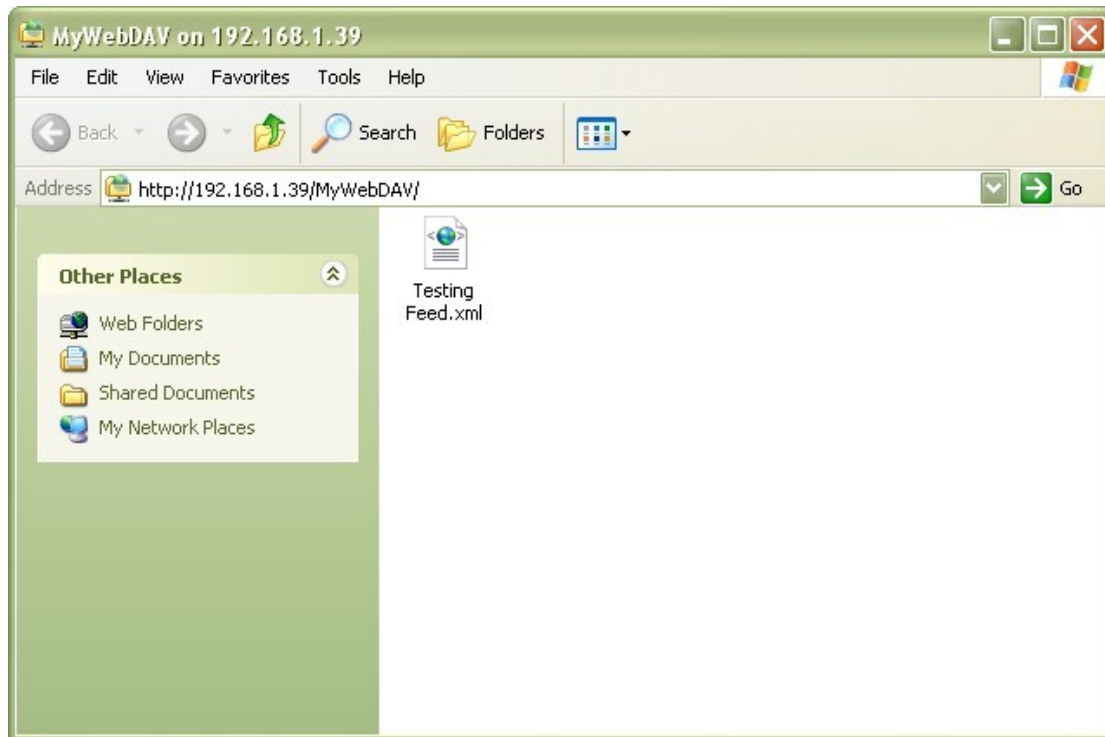 MyWebDAV on 192.168.1.39
File Edit View Favorites Tools Help
Back Search Folders
Address http://192.168.1.39/MyWebDAV/ Go
Other Places
Web Folders
My Documents
Shared Documents
My Network Places
Testing
Feed.xml